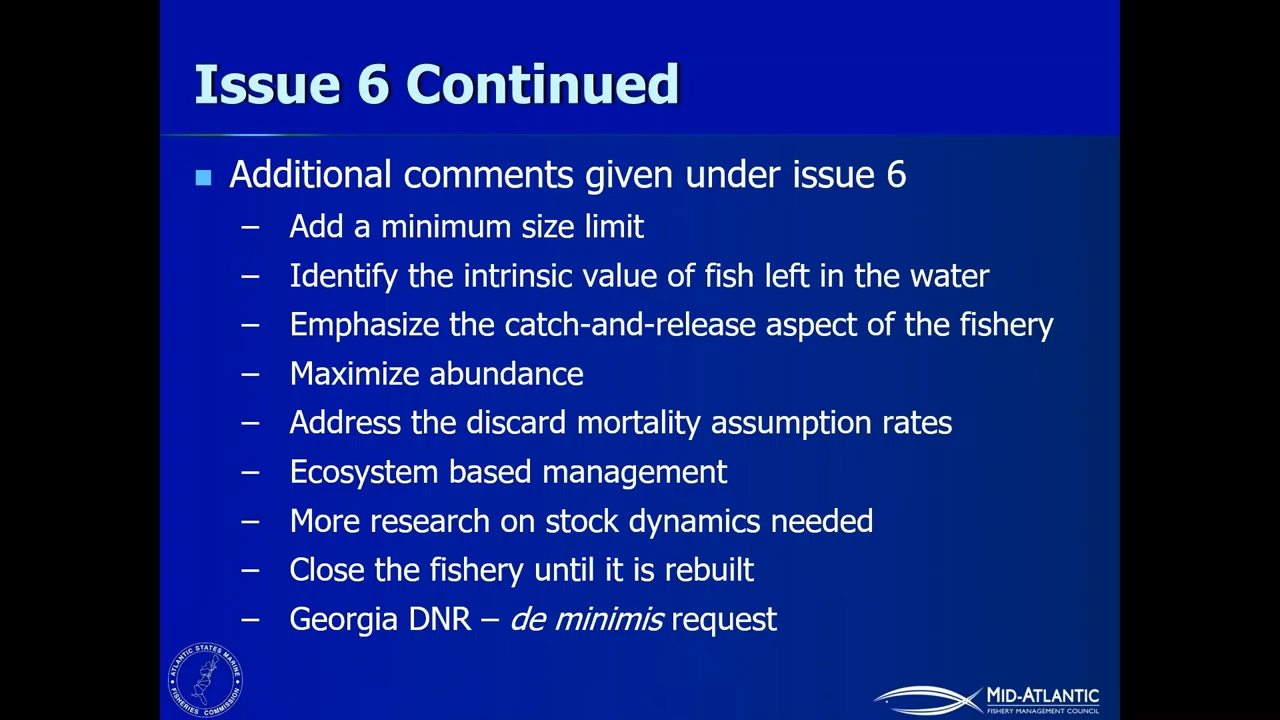 Issue 6 Continued
■ Additional comments given under issue 6
– Add a minimum size limit
– Identify the intrinsic value of fish left in the water
– Emphasize the catch-and-release aspect of the fishery
– Maximize abundance
– Address the discard mortality assumption rates
– Ecosystem based management
– More research on stock dynamics needed
– Close the fishery until it is rebuilt
– Georgia DNR – de minimis request
ATLANTIC STATES MARINE
FISHERIES COMMISSION
MID-ATLANTIC
FISHERY MANAGEMENT COUNCIL